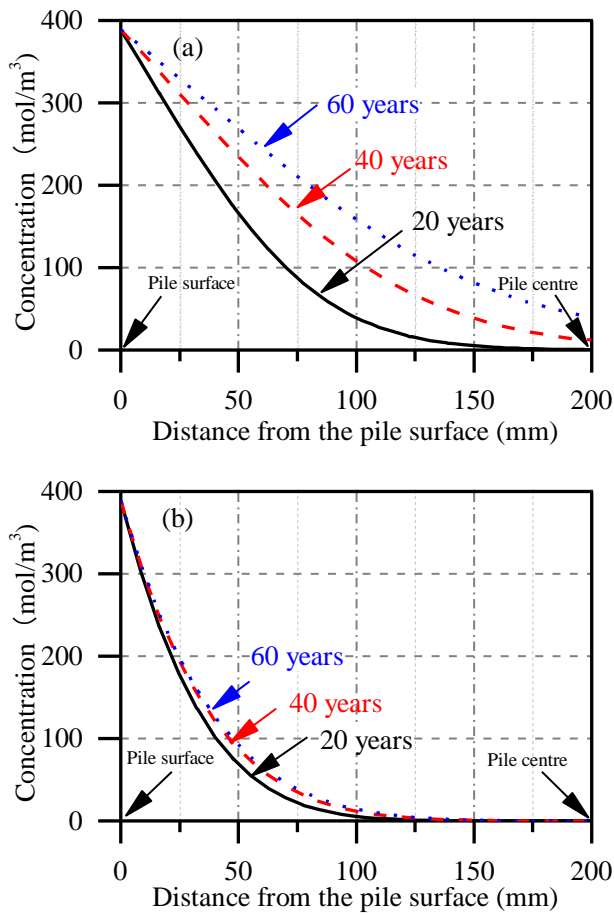 400
(a)
300
60 years
40 years
200
20 years
100
Pile surface
Pile centre
0
0
50
100
150
200
Concentration (mol/m³)
Distance from the pile surface (mm)
400
(b)
300
200
60 years
40 years
100
20 years
Pile surface
Pile centre
0
0
50
100
150
200
Concentration (mol/m³)
Distance from the pile surface (mm)